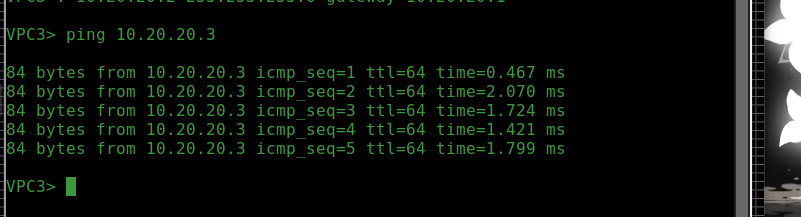 VPC3> ping 10.20.20.3
84 bytes from 10.20.20.3 icmp_seq=1 ttl=64 time=0.467 ms
84 bytes from 10.20.20.3 icmp_seq=2 ttl=64 time=2.070 ms
84 bytes from 10.20.20.3 icmp_seq=3 ttl=64 time=1.724 ms
84 bytes from 10.20.20.3 icmp_seq=4 ttl=64 time=1.421 ms
84 bytes from 10.20.20.3 icmp_seq=5 ttl=64 time=1.799 ms
VPC3>